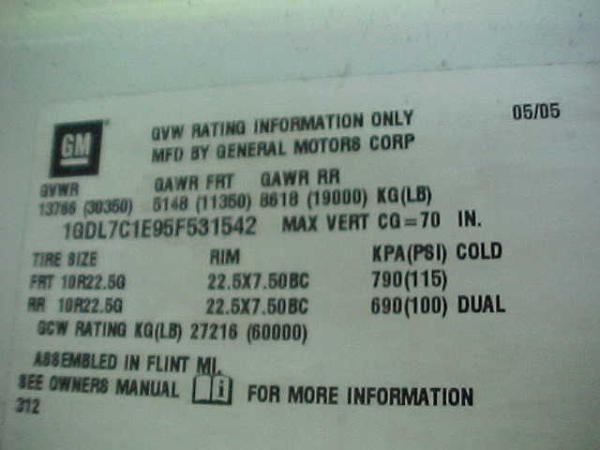 GM
GVW RATING INFORMATION ONLY 05/05
MFD BY GENERAL MOTORS CORP
GVWR GAWR FRT GAWR RR
13766 (30350) 5148 (11350) 8618 (19000) KG(LB)
1GDL7C1E95F531542 MAX VERT CG=70 IN.
TIRE SIZE RIM KPA(PSI) COLD
FRT 10R22.5G 22.5X7.50BC 790(115)
RR 10R22.5G 22.5X7.50BC 690(100) DUAL
GCW RATING KG(LB) 27216 (60000)
ASSEMBLED IN FLINT MI.
SEE OWNERS MANUAL i FOR MORE INFORMATION
312